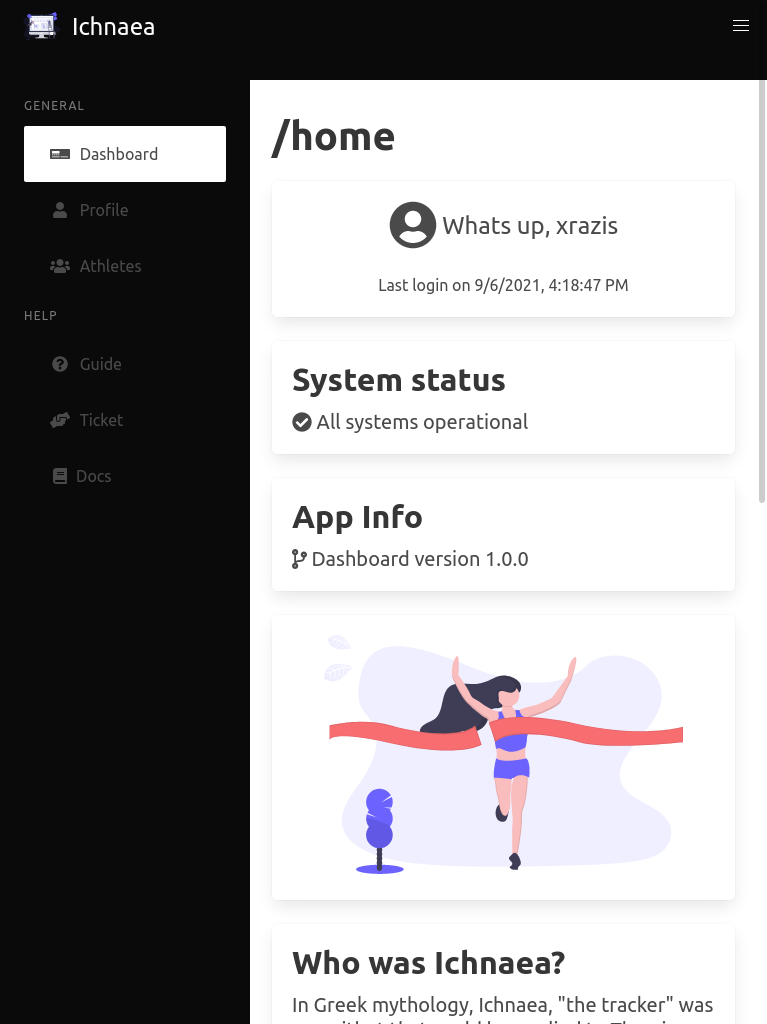 Ichnaea
GENERAL
Dashboard
Profile
Athletes
HELP
Guide
Ticket
Docs
/home
Whats up, xrazis
Last login on 9/6/2021, 4:18:47 PM
System status
All systems operational
App Info
Dashboard version 1.0.0
Who was Ichnaea?
In Greek mythology, Ichnaea, "the tracker" was